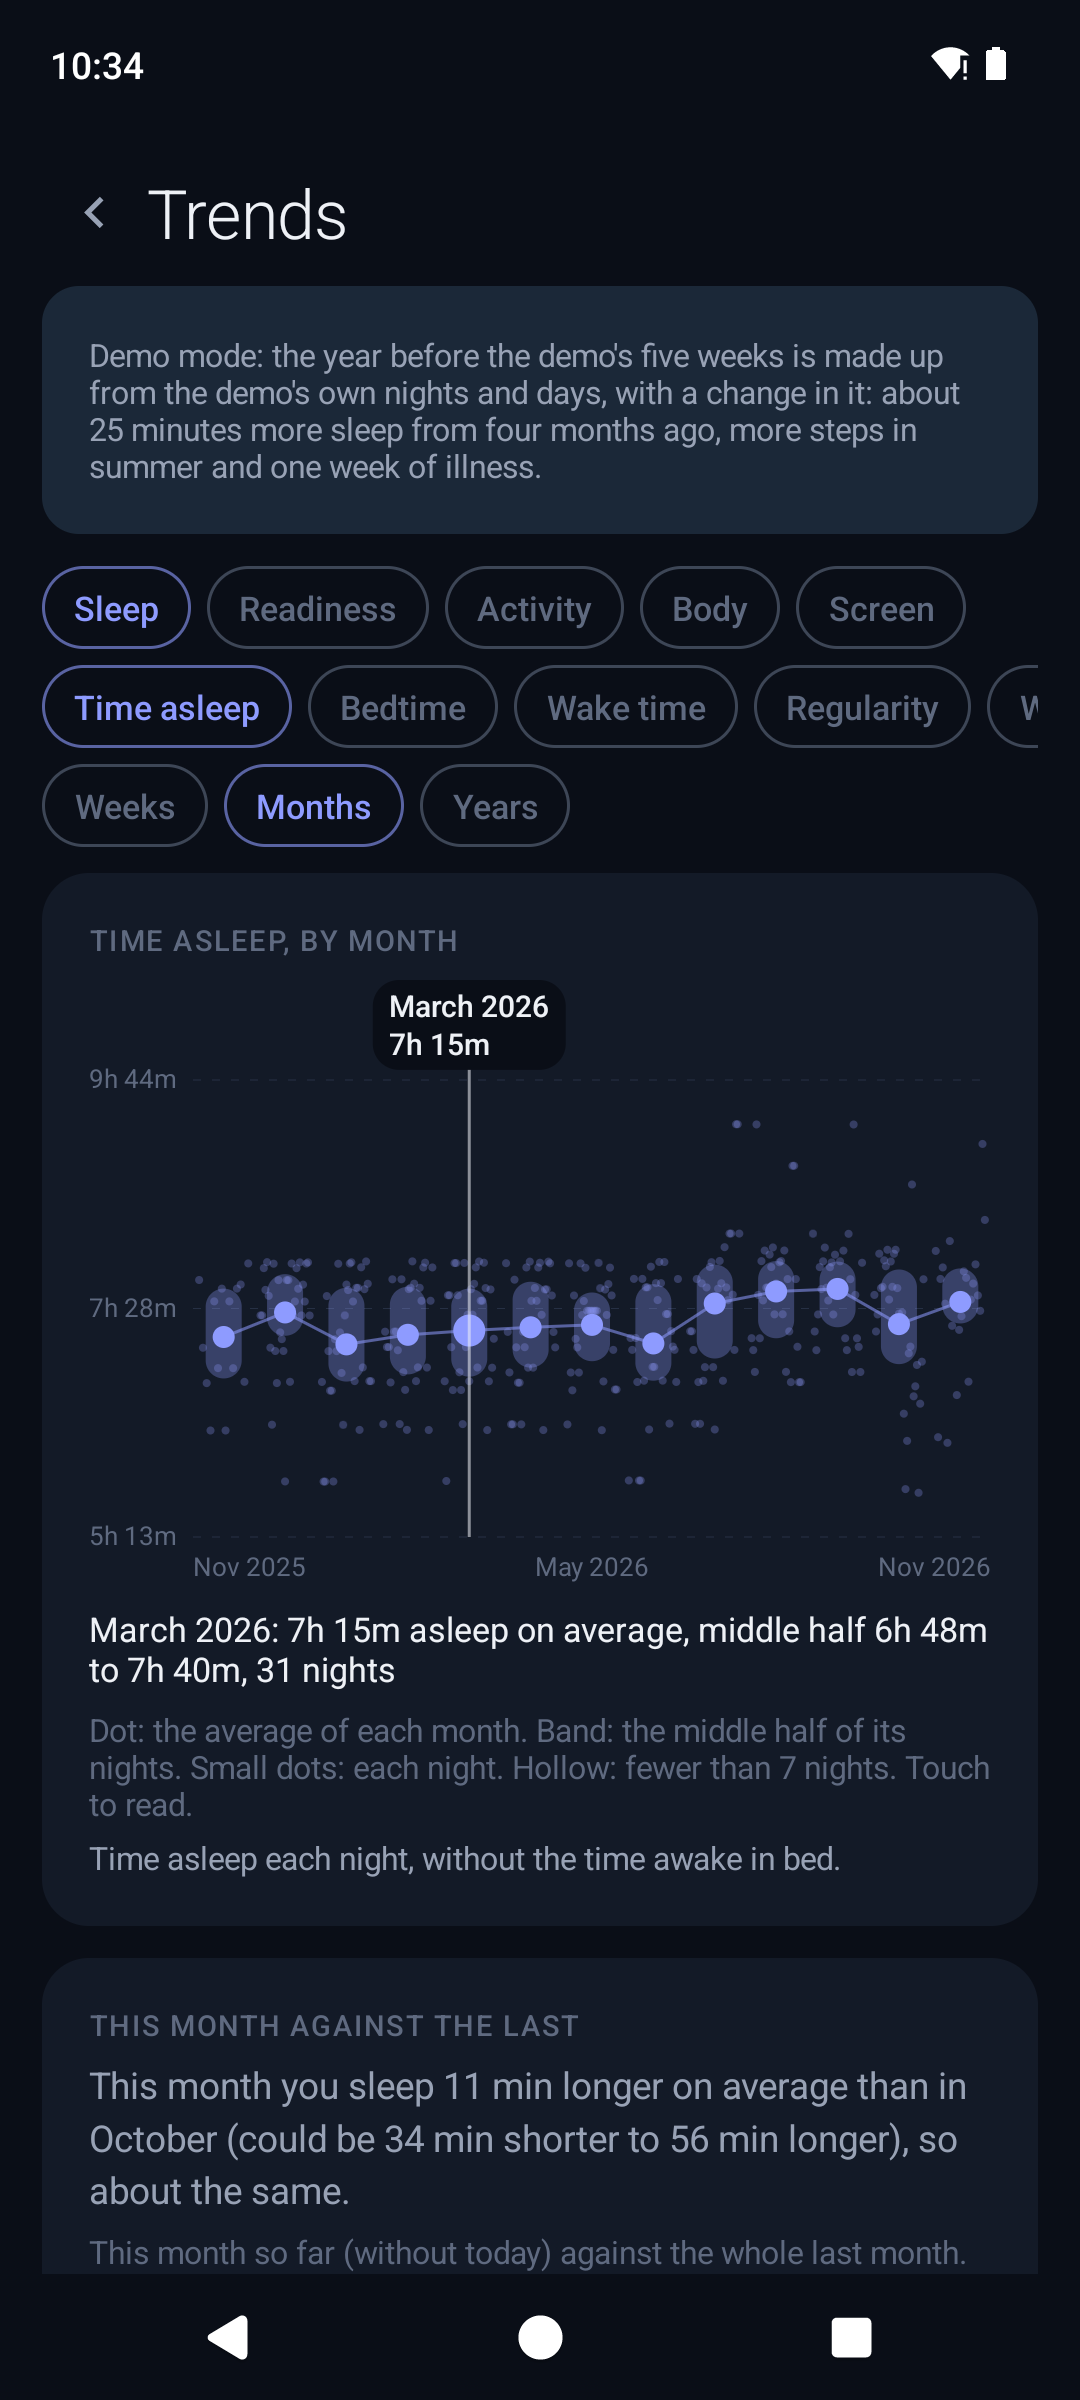 10:34
Trends
Demo mode: the year before the demo's five weeks is made up
from the demo's own nights and days, with a change in it: about
25 minutes more sleep from four months ago, more steps in
summer and one week of illness.
Sleep Readiness Activity Body Screen
Time asleep Bedtime Wake time Regularity
Weeks Months Years
TIME ASLEEP, BY MONTH
March 2026
7h 15m
9h 44m
7h 28m
5h 13m
Nov 2025 May 2026 Nov 2026
March 2026: 7h 15m asleep on average, middle half 6h 48m
to 7h 40m, 31 nights
Dot: the average of each month. Band: the middle half of its
nights. Small dots: each night. Hollow: fewer than 7 nights. Touch
to read.
Time asleep each night, without the time awake in bed.
THIS MONTH AGAINST THE LAST
This month you sleep 11 min longer on average than in
October (could be 34 min shorter to 56 min longer), so
about the same.
This month so far (without today) against the whole last month.